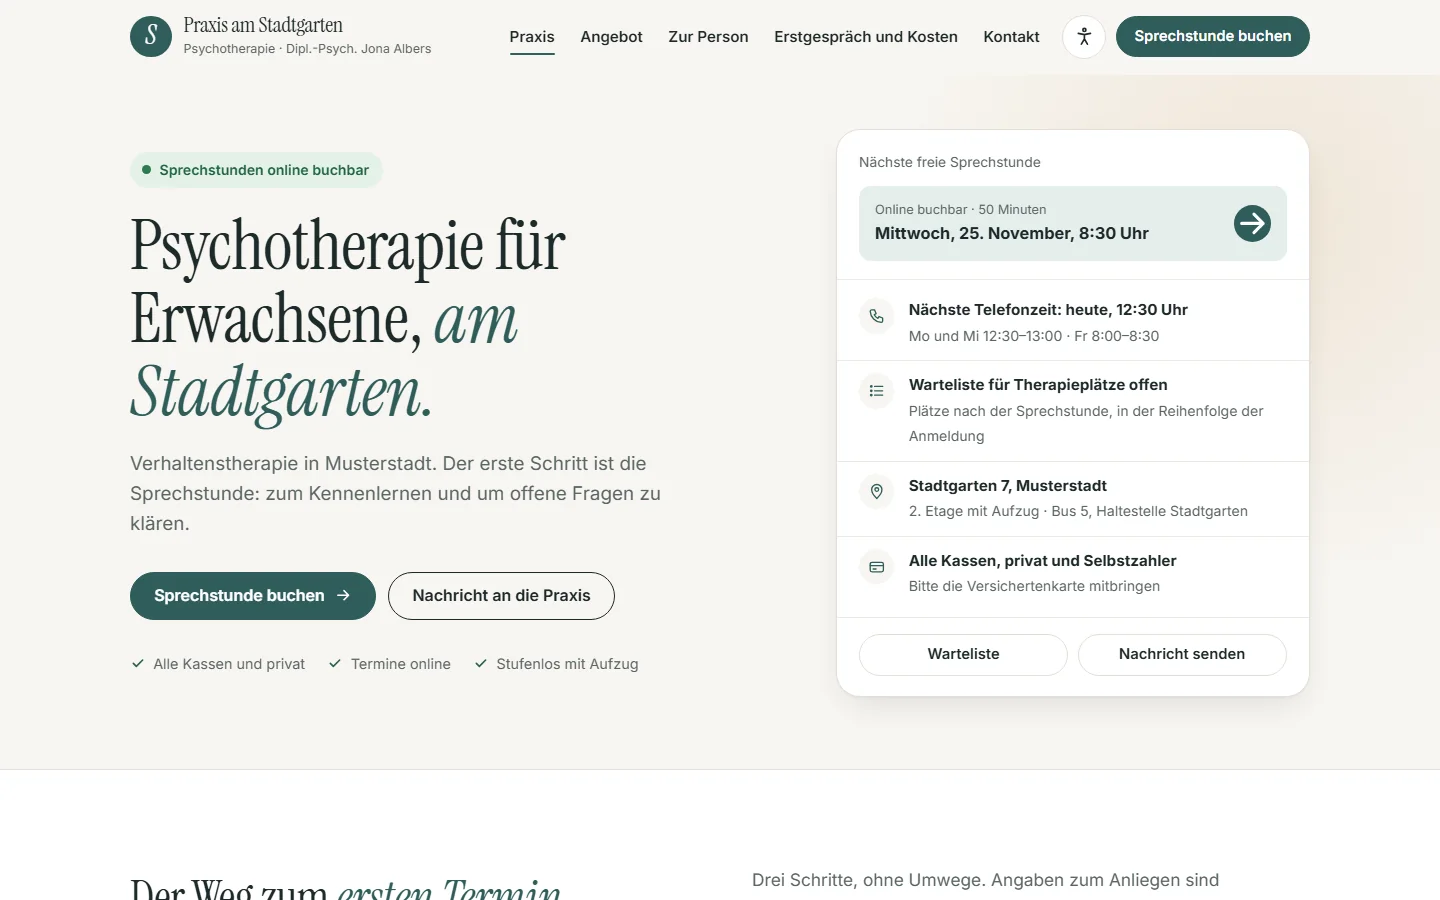 S
Praxis am Stadtgarten
Psychotherapie · Dipl.-Psych. Jona Albers
Praxis
Angebot
Zur Person
Erstgespräch und Kosten
Kontakt
Sprechstunde buchen
Sprechstunden online buchbar
Psychotherapie für
Erwachsene, am
Stadtgarten.
Verhaltenstherapie in Musterstadt. Der erste Schritt ist die
Sprechstunde: zum Kennenlernen und um offene Fragen zu
klären.
Sprechstunde buchen
Nachricht an die Praxis
Alle Kassen und privat
Termine online
Stufenlos mit Aufzug
Nächste freie Sprechstunde
Online buchbar · 50 Minuten
Mittwoch, 25. November, 8:30 Uhr
Nächste Telefonzeit: heute, 12:30 Uhr
Mo und Mi 12:30–13:00 · Fr 8:00–8:30
Warteliste für Therapieplätze offen
Plätze nach der Sprechstunde, in der Reihenfolge der
Anmeldung
Stadtgarten 7, Musterstadt
2. Etage mit Aufzug · Bus 5, Haltestelle Stadtgarten
Alle Kassen, privat und Selbstzahler
Bitte die Versichertenkarte mitbringen
Warteliste
Nachricht senden
Der Weg zum ersten Termin
Drei Schritte, ohne Umwege. Angaben zum Anliegen sind